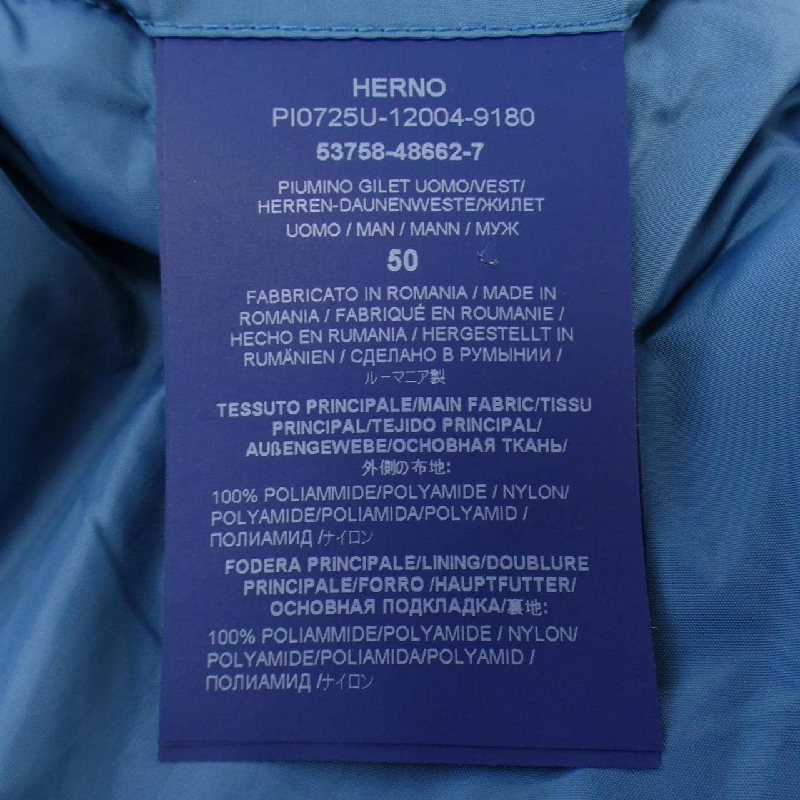 HERNO
PI0725U-12004-9180
53758-48662-7
PIUMINO GILET UOMO/VEST/
HERREN-DAUNENWESTE/ЖИЛЕТ
UOMO / MAN / MANN / МУЖ
50
FABBRICATO IN ROMANIA / MADE IN
ROMANIA / FABRIQUÉ EN ROUMANIE /
HECHO EN RUMANIA / HERGESTELLT IN
RUMÄNIEN / СДЕЛАНО В РУМЫНИИ /
ルーマニア製
TESSUTO PRINCIPALE/MAIN FABRIC/TISSU
PRINCIPAL/TEJIDO PRINCIPAL/
AUßENGEWEBE/ОСНОВНАЯ ТКАНЬ/
外側の布地:
100% POLIAMMIDE/POLYAMIDE / NYLON/
POLYAMIDE/POLIAMIDA/POLYAMID /
ПОЛИАМИД /ナイロン
FODERA PRINCIPALE/LINING/DOUBLURE
PRINCIPALE/FORRO /HAUPTFUTTER/
ОСНОВНАЯ ПОДКЛАДКА/裏地:
100% POLIAMMIDE/POLYAMIDE / NYLON/
POLYAMIDE/POLIAMIDA/POLYAMID /
ПОЛИАМИД /ナイロン